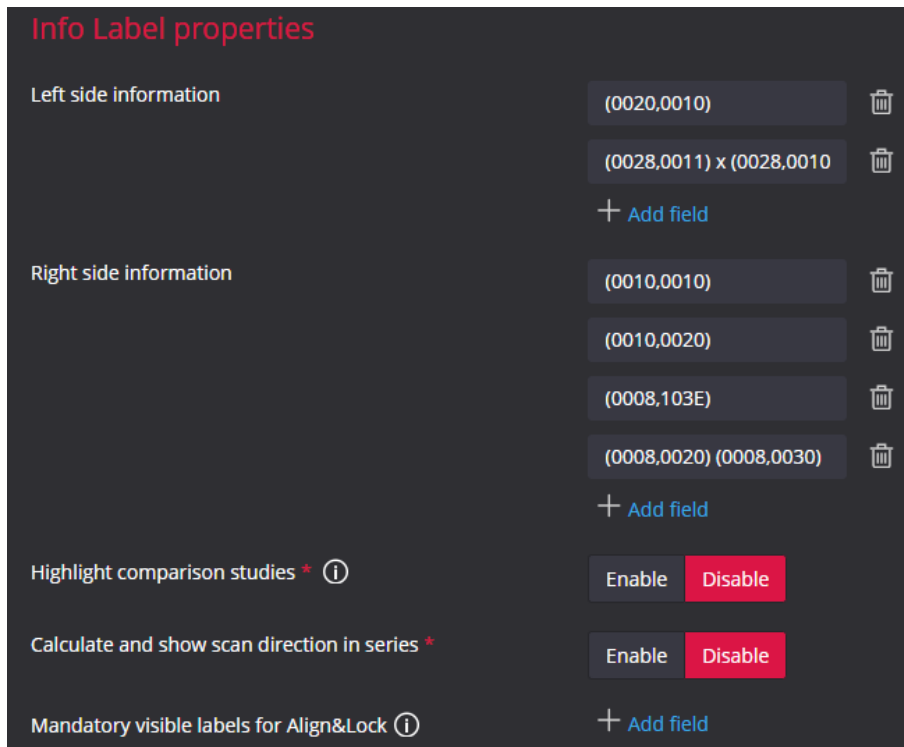 Info Label properties
Left side information
(0020,0010)
(0028,0011) x (0028,0010
+ Add field
Right side information
(0010,0010)
(0010,0020)
(0008,103E)
(0008,0020) (0008,0030)
+ Add field
Highlight comparison studies * ⓘ
Enable Disable
Calculate and show scan direction in series *
Enable Disable
Mandatory visible labels for Align&Lock ⓘ
+ Add field